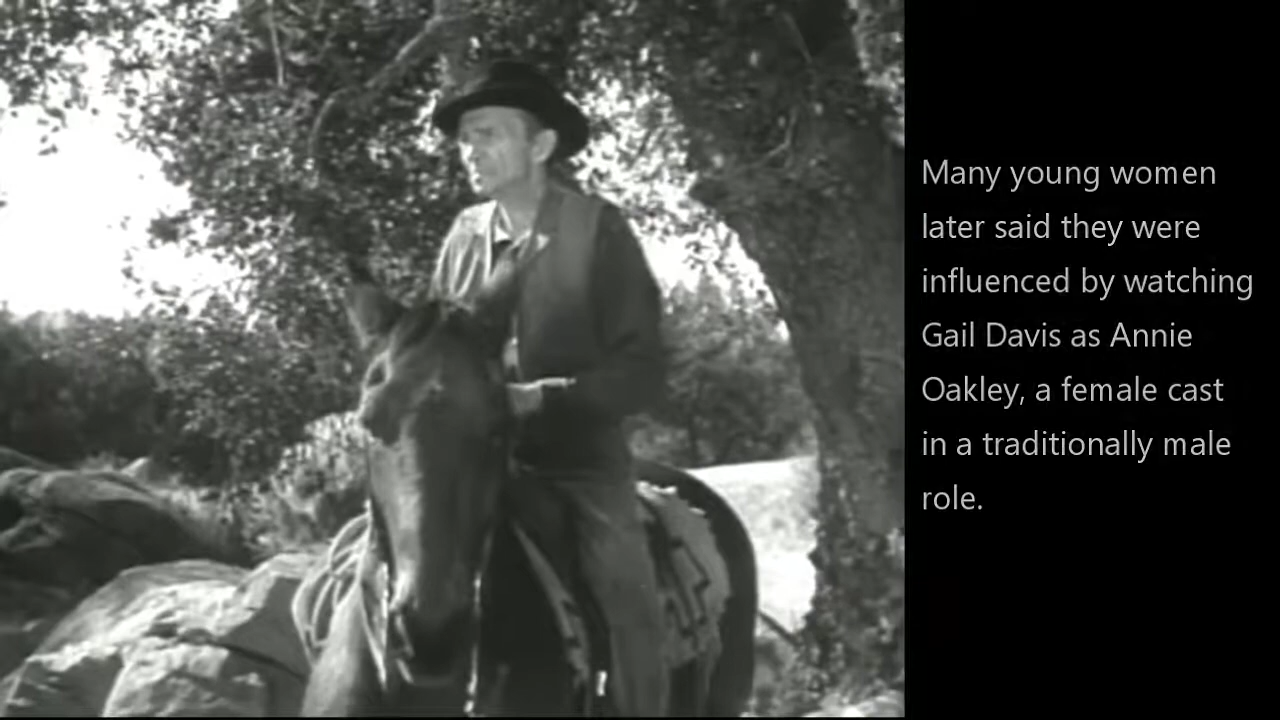 Many young women
later said they were
influenced by watching
Gail Davis as Annie
Oakley, a female cast
in a traditionally male
role.